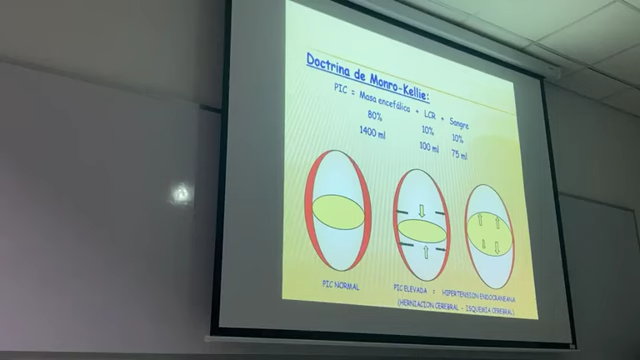 Doctrina de Monro-Kellie:
PIC = Masa encefálica + LCR + Sangre
80% 10% 10%
1400 ml 100 ml 75 ml
PIC NORMAL
PIC ELEVADA = HIPERTENSION ENDOCRANEANA
(HERNIACION CEREBRAL - ISQUEMIA CEREBRAL)